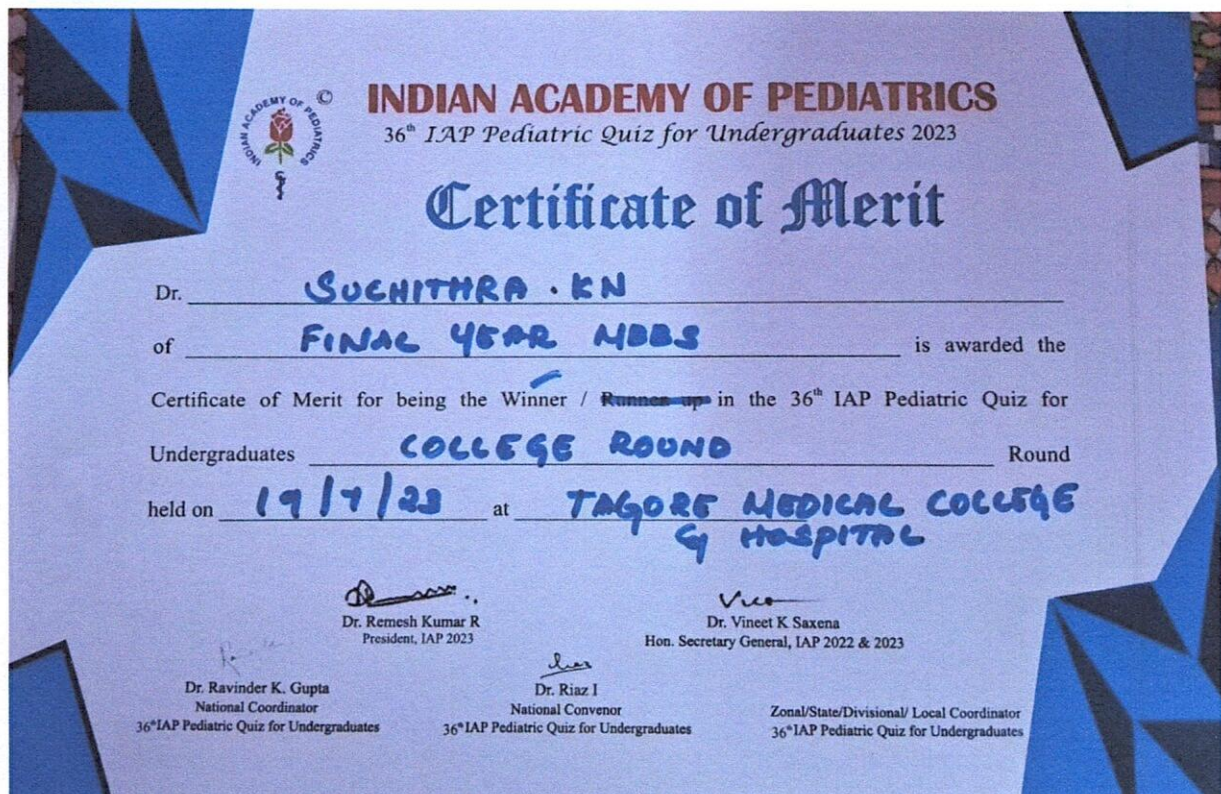 INDIAN ACADEMY OF PEDIATRICS ©
INDIAN ACADEMY OF PEDIATRICS
36th IAP Pediatric Quiz for Undergraduates 2023
Certificate of Merit
Dr. SUCHITHRA . KN
of FINAL YEAR MBBS is awarded the
Certificate of Merit for being the Winner / Runner up in the 36th IAP Pediatric Quiz for
Undergraduates COLLEGE ROUND Round
held on 19/7/23 at TAGORE MEDICAL COLLEGE
& HOSPITAL
Dr. Remesh Kumar R
President, IAP 2023
Dr. Vineet K Saxena
Hon. Secretary General, IAP 2022 & 2023
Dr. Ravinder K. Gupta
National Coordinator
36th IAP Pediatric Quiz for Undergraduates
Dr. Riaz I
National Convenor
36th IAP Pediatric Quiz for Undergraduates
Zonal/State/Divisional/ Local Coordinator
36th IAP Pediatric Quiz for Undergraduates